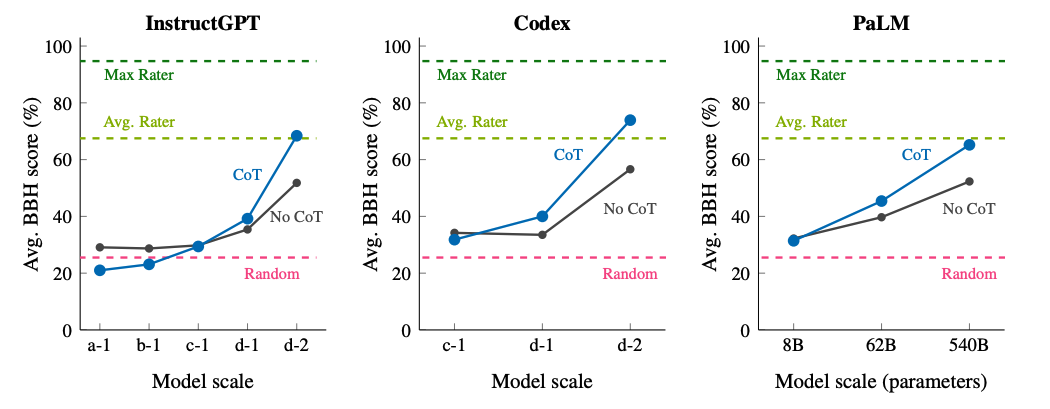 InstructGPT
Avg. BBH score (%)
100
80
60
40
20
0
Max Rater
Avg. Rater
CoT
No CoT
Random
a-1 b-1 c-1 d-1 d-2
Model scale
Codex
Avg. BBH score (%)
100
80
60
40
20
0
Max Rater
Avg. Rater
CoT
No CoT
Random
c-1 d-1 d-2
Model scale
PaLM
Avg. BBH score (%)
100
80
60
40
20
0
Max Rater
Avg. Rater
CoT
No CoT
Random
8B 62B 540B
Model scale (parameters)